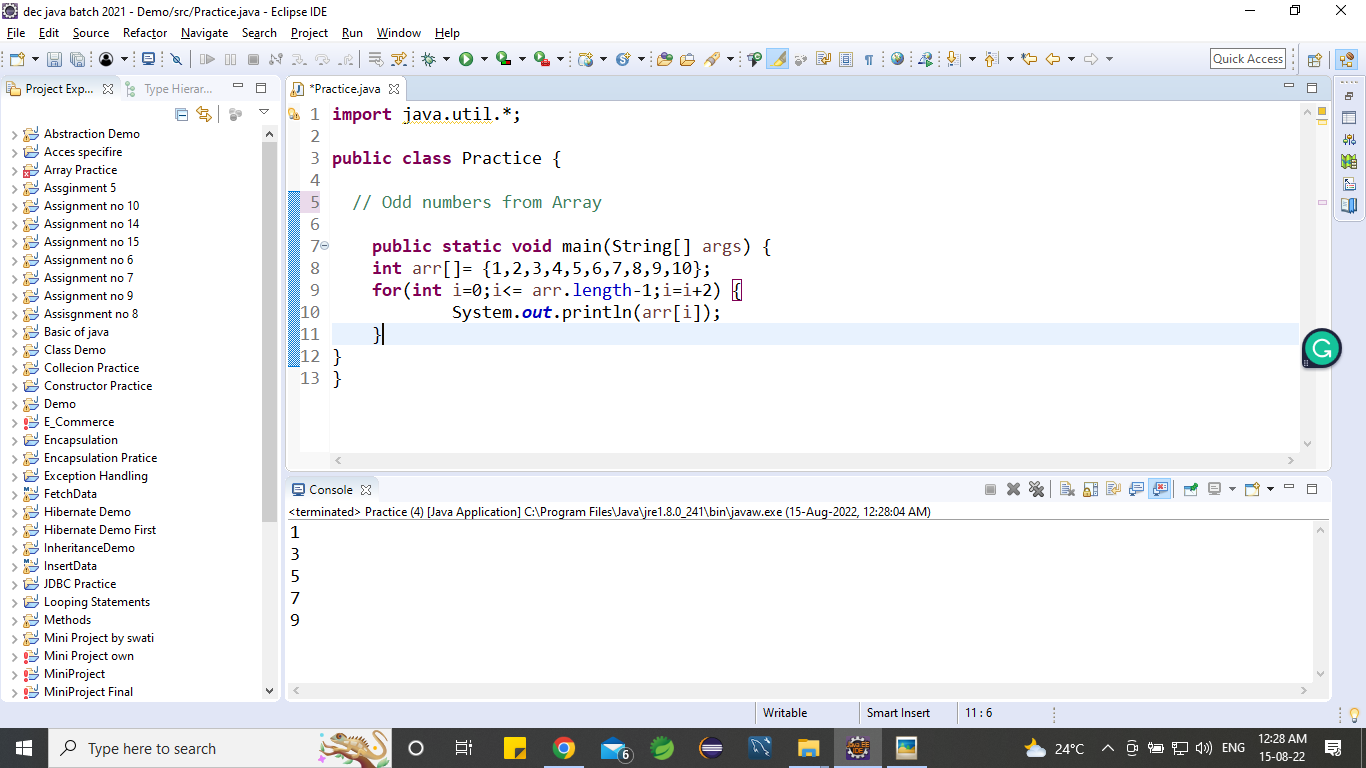 dec java batch 2021 - Demo/src/Practice.java - Eclipse IDE
File Edit Source Refactor Navigate Search Project Run Window Help
Quick Access
Project Exp... Type Hierar...
Abstraction Demo
Acces specifire
Array Practice
Assginment 5
Assignment no 10
Assignment no 14
Assignment no 15
Assignment no 6
Assignment no 7
Assignment no 9
Assisgnment no 8
Basic of java
Class Demo
Collecion Practice
Constructor Practice
Demo
E_Commerce
Encapsulation
Encapsulation Pratice
Exception Handling
FetchData
Hibernate Demo
Hibernate Demo First
InheritanceDemo
InsertData
JDBC Practice
Looping Statements
Methods
Mini Project by swati
Mini Project own
MiniProject
MiniProject Final
*Practice.java
1 import java.util.*;
2
3 public class Practice {
4
5 // Odd numbers from Array
6
7 public static void main(String[] args) {
8 int arr[]= {1,2,3,4,5,6,7,8,9,10};
9 for(int i=0;i<= arr.length-1;i=i+2) {
10 System.out.println(arr[i]);
11 }
12 }
13 }
G
Console
<terminated> Practice (4) [Java Application] C:\Program Files\Java\jre1.8.0_241\bin\javaw.exe (15-Aug-2022, 12:28:04 AM)
1
3
5
7
9
Writable Smart Insert 11 : 6
Type here to search
6
24°C
ENG
12:28 AM
15-08-22